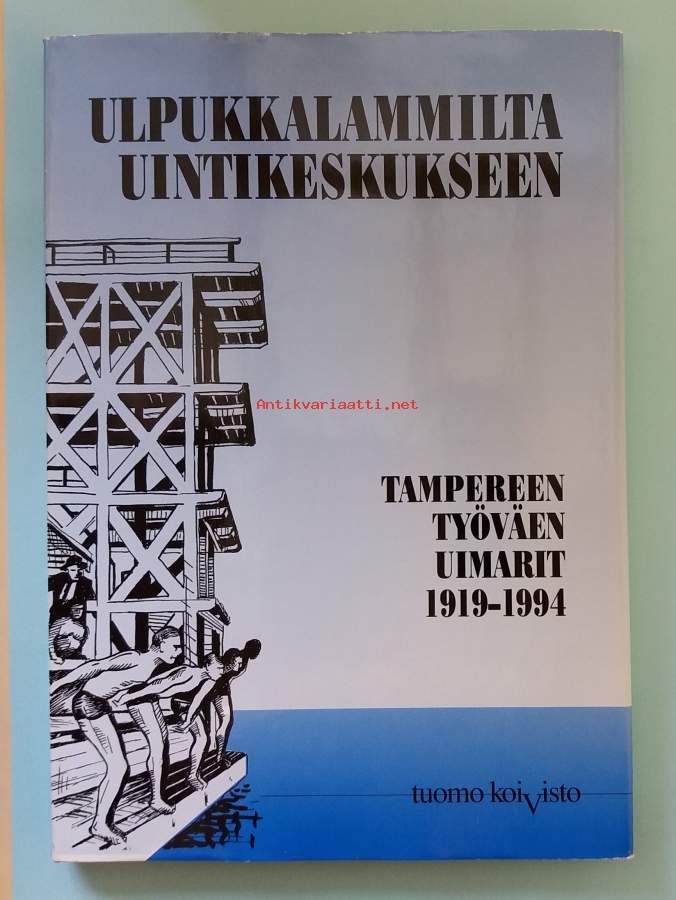 ULPUKKALAMMILTA
UINTIKESKUKSEEN
Antikvariaatti.net
TAMPEREEN
TYÖVÄEN
UIMARIT
1919–1994
tuomo koivisto